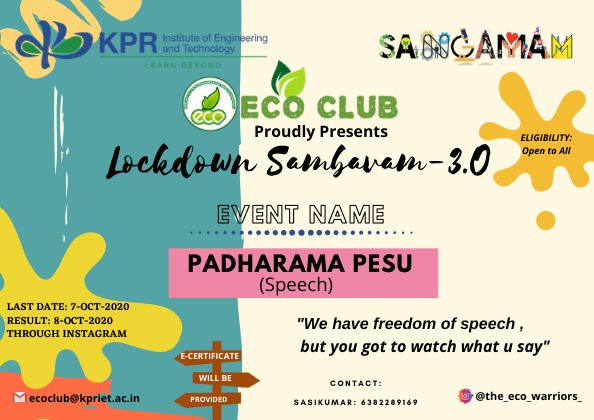 KPR Institute of Engineering
and Technology
LEARN BEYOND
SANGAMAM
eco
ECO CLUB
Proudly Presents
Lockdown Sambavam-3.0
ELIGIBILITY:
Open to All
EVENT NAME
PADHARAMA PESU
(Speech)
LAST DATE: 7-OCT-2020
RESULT: 8-OCT-2020
THROUGH INSTAGRAM
"We have freedom of speech ,
but you got to watch what u say"
E-CERTIFICATE
WILL BE
PROVIDED
CONTACT:
SASIKUMAR: 6382289169
ecoclub@kpriet.ac.in
@the_eco_warriors_